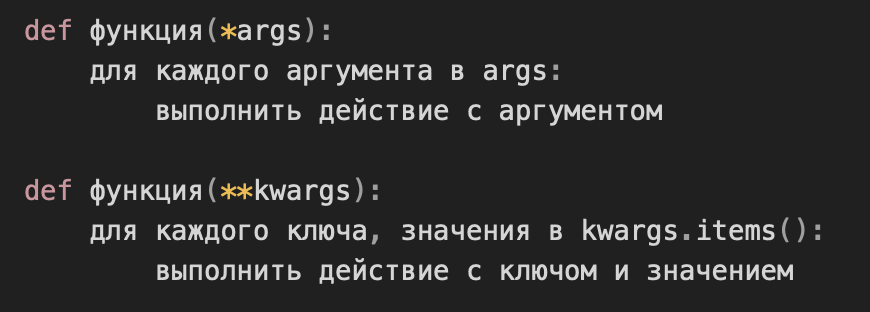 def функция(*args):
для каждого аргумента в args:
выполнить действие с аргументом
def функция(**kwargs):
для каждого ключа, значения в kwargs.items():
выполнить действие с ключом и значением